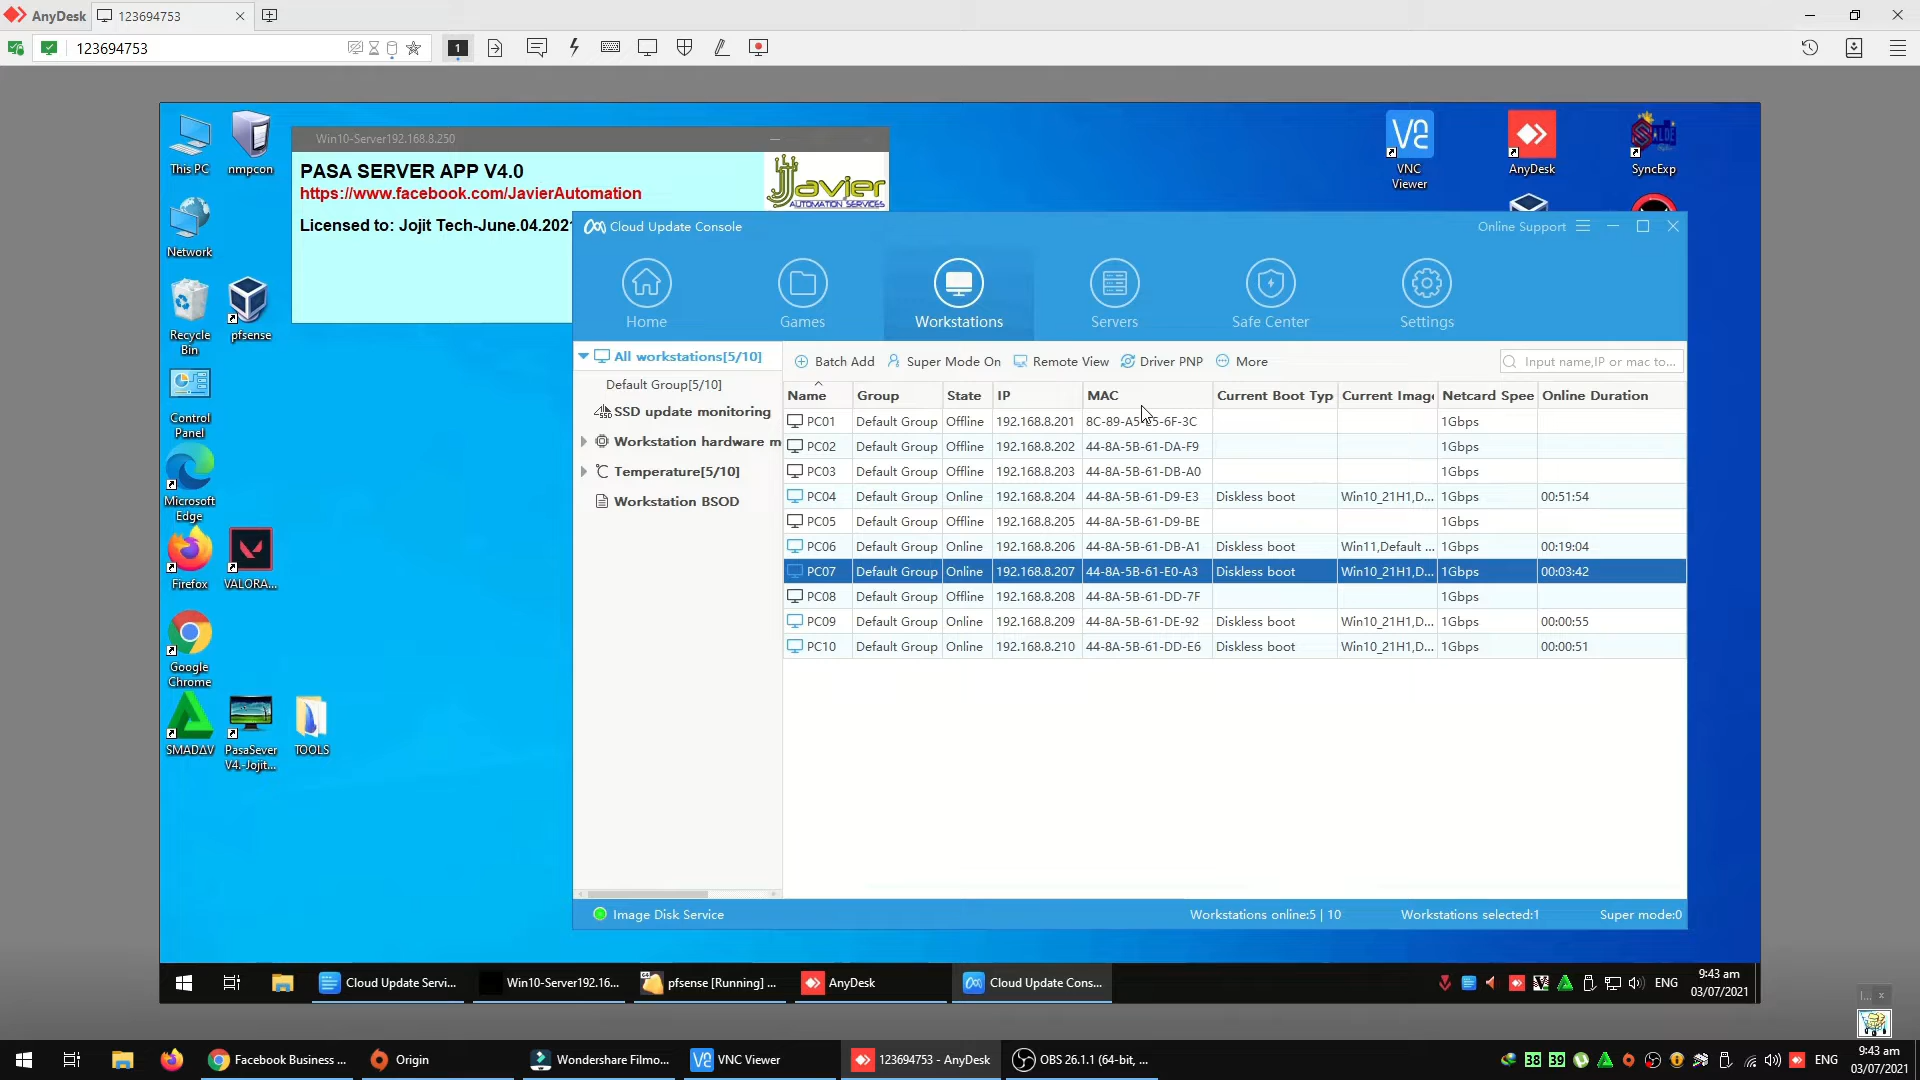 AnyDesk
123694753
123694753
1
This PC
nmpcon
Network
Recycle
Bin
pfsense
Control
Panel
Microsoft
Edge
Firefox
VALORA...
Google
Chrome
SMADΔV
PasaSever
V4.-Jojit...
TOOLS
VNC
Viewer
AnyDesk
SyncExp
Win10-Server192.168.8.250
PASA SERVER APP V4.0
https://www.facebook.com/JavierAutomation
Licensed to: Jojit Tech-June.04.2021
Javier
AUTOMATION SERVICES
Cloud Update Console
Online Support
Home
Games
Workstations
Servers
Safe Center
Settings
All workstations[5/10]
Default Group[5/10]
SSD update monitoring
Workstation hardware m
Temperature[5/10]
Workstation BSOD
Batch Add Super Mode On Remote View Driver PNP More
Input name,IP or mac to...
Name Group State IP MAC Current Boot Typ Current Imag Netcard Spee Online Duration
PC01 Default Group Offline 192.168.8.201 1Gbps
PC02 Default Group Offline 192.168.8.202 44-8A-5B-61-DA-F9 1Gbps
PC03 Default Group Offline 192.168.8.203 44-8A-5B-61-DB-A0 1Gbps
PC04 Default Group Online 192.168.8.204 44-8A-5B-61-D9-E3 Diskless boot Win10_21H1,D... 1Gbps 00:51:54
PC05 Default Group Offline 192.168.8.205 44-8A-5B-61-D9-BE 1Gbps
PC06 Default Group Online 192.168.8.206 44-8A-5B-61-DB-A1 Diskless boot Win11,Default ... 1Gbps 00:19:04
PC07 Default Group Online 192.168.8.207 44-8A-5B-61-E0-A3 Diskless boot Win10_21H1,D... 1Gbps 00:03:42
PC08 Default Group Offline 192.168.8.208 44-8A-5B-61-DD-7F 1Gbps
PC09 Default Group Online 192.168.8.209 44-8A-5B-61-DE-92 Diskless boot Win10_21H1,D... 1Gbps 00:00:55
PC10 Default Group Online 192.168.8.210 44-8A-5B-61-DD-E6 Diskless boot Win10_21H1,D... 1Gbps 00:00:51
Image Disk Service
Workstations online:5 | 10
Workstations selected:1
Super mode:0
Cloud Update Servi...
Win10-Server192.16...
pfsense [Running] ...
AnyDesk
Cloud Update Cons...
ENG
9:43 am
03/07/2021
Facebook Business ...
Origin
Wondershare Filmo...
VNC Viewer
123694753 - AnyDesk
OBS 26.1.1 (64-bit, ...
38 39
ENG
9:43 am
03/07/2021